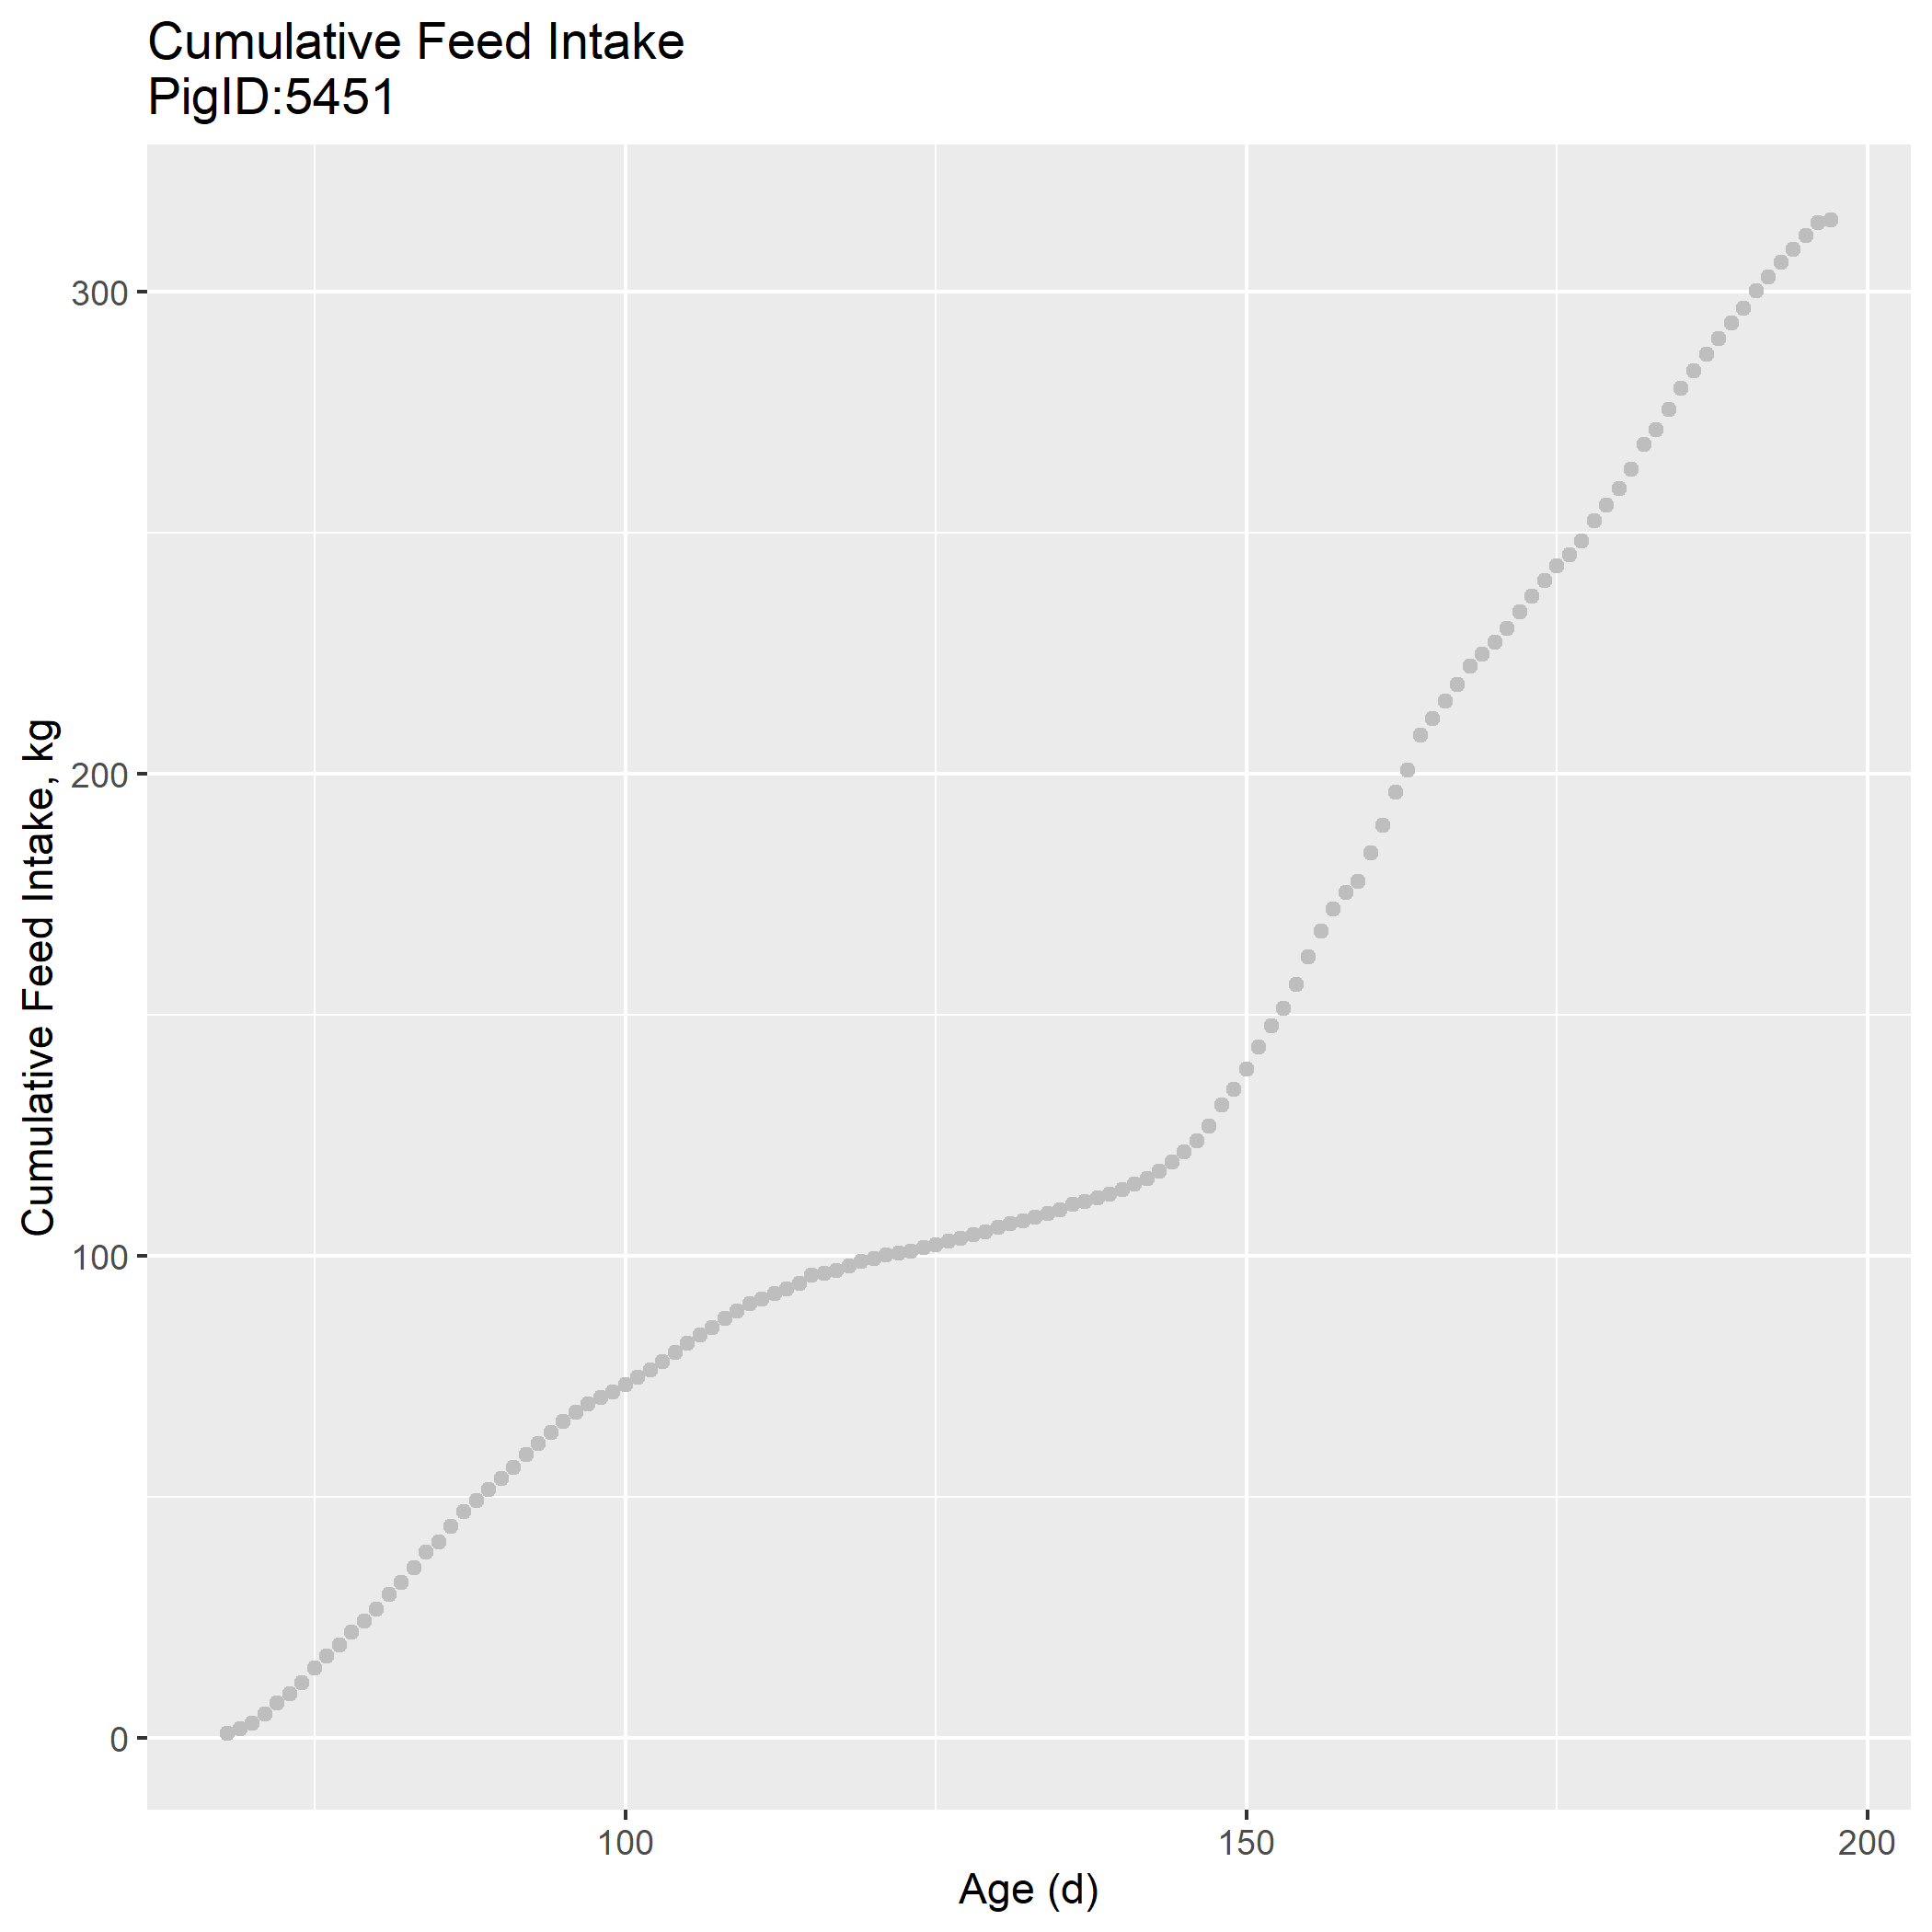 Cumulative Feed Intake
PigID:5451
Cumulative Feed Intake, kg
300
200
100
0
100
150
200
Age (d)